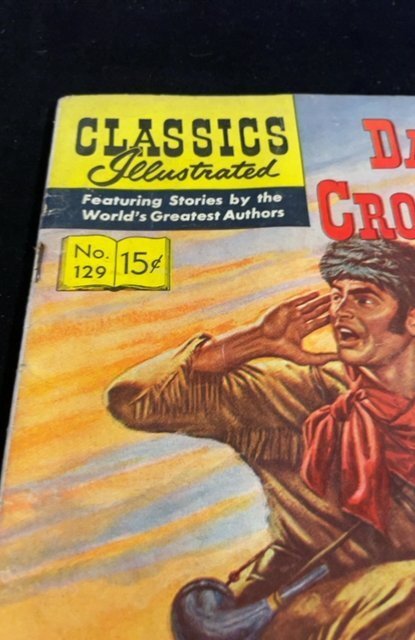 CLASSICS
Illustrated
Featuring Stories by the
World's Greatest Authors
No.
129
15¢
DA
CRO